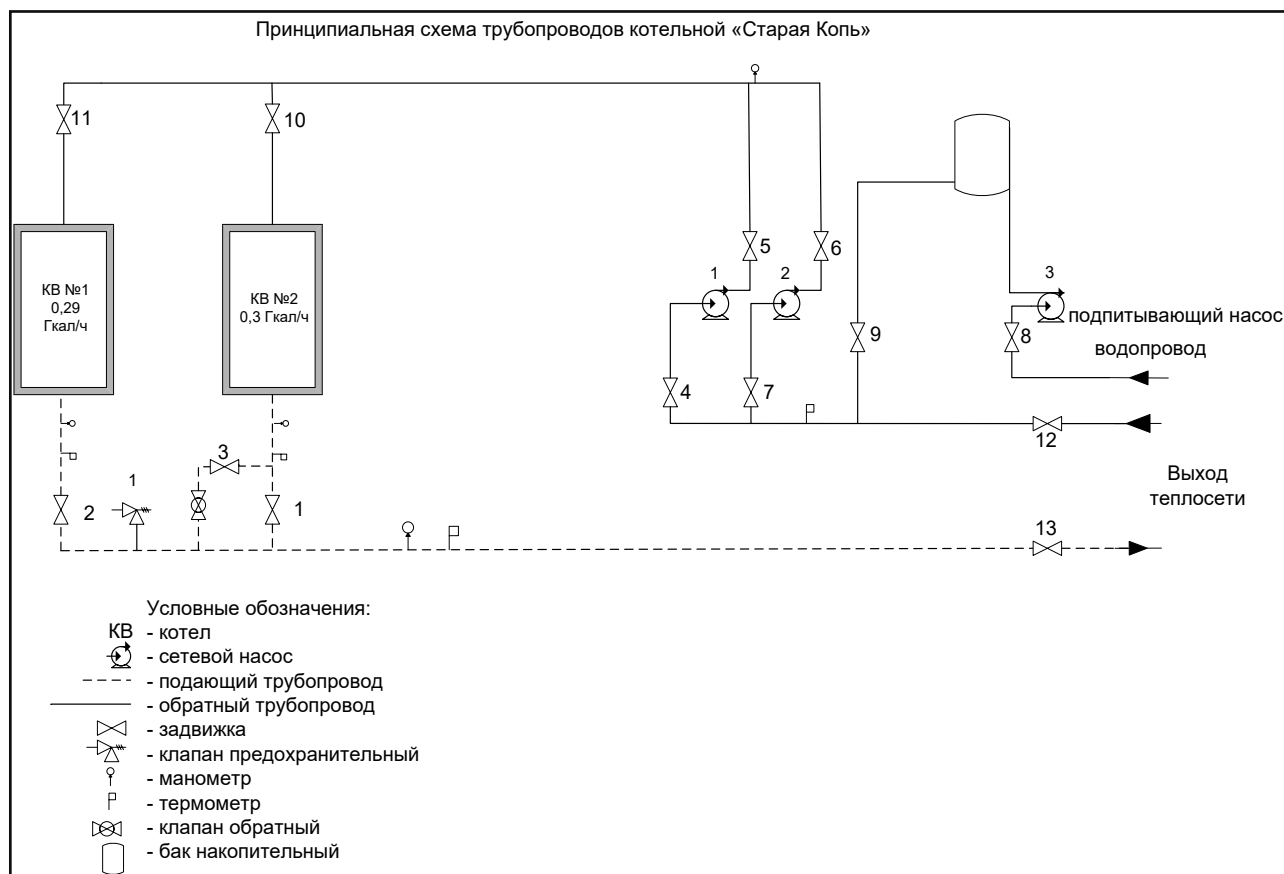 Принципиальная схема трубопроводов котельной «Старая Копь»
11
10
5
6
1
2
3
КВ №1
0,29
Гкал/ч
КВ №2
0,3 Гкал/ч
подпитывающий насос
9
8
водопровод
4
7
12
3
Выход
теплосети
1
2
1
13
Условные обозначения:
КВ - котел
- сетевой насос
- подающий трубопровод
- обратный трубопровод
- задвижка
- клапан предохранительный
- манометр
- термометр
- клапан обратный
- бак накопительный